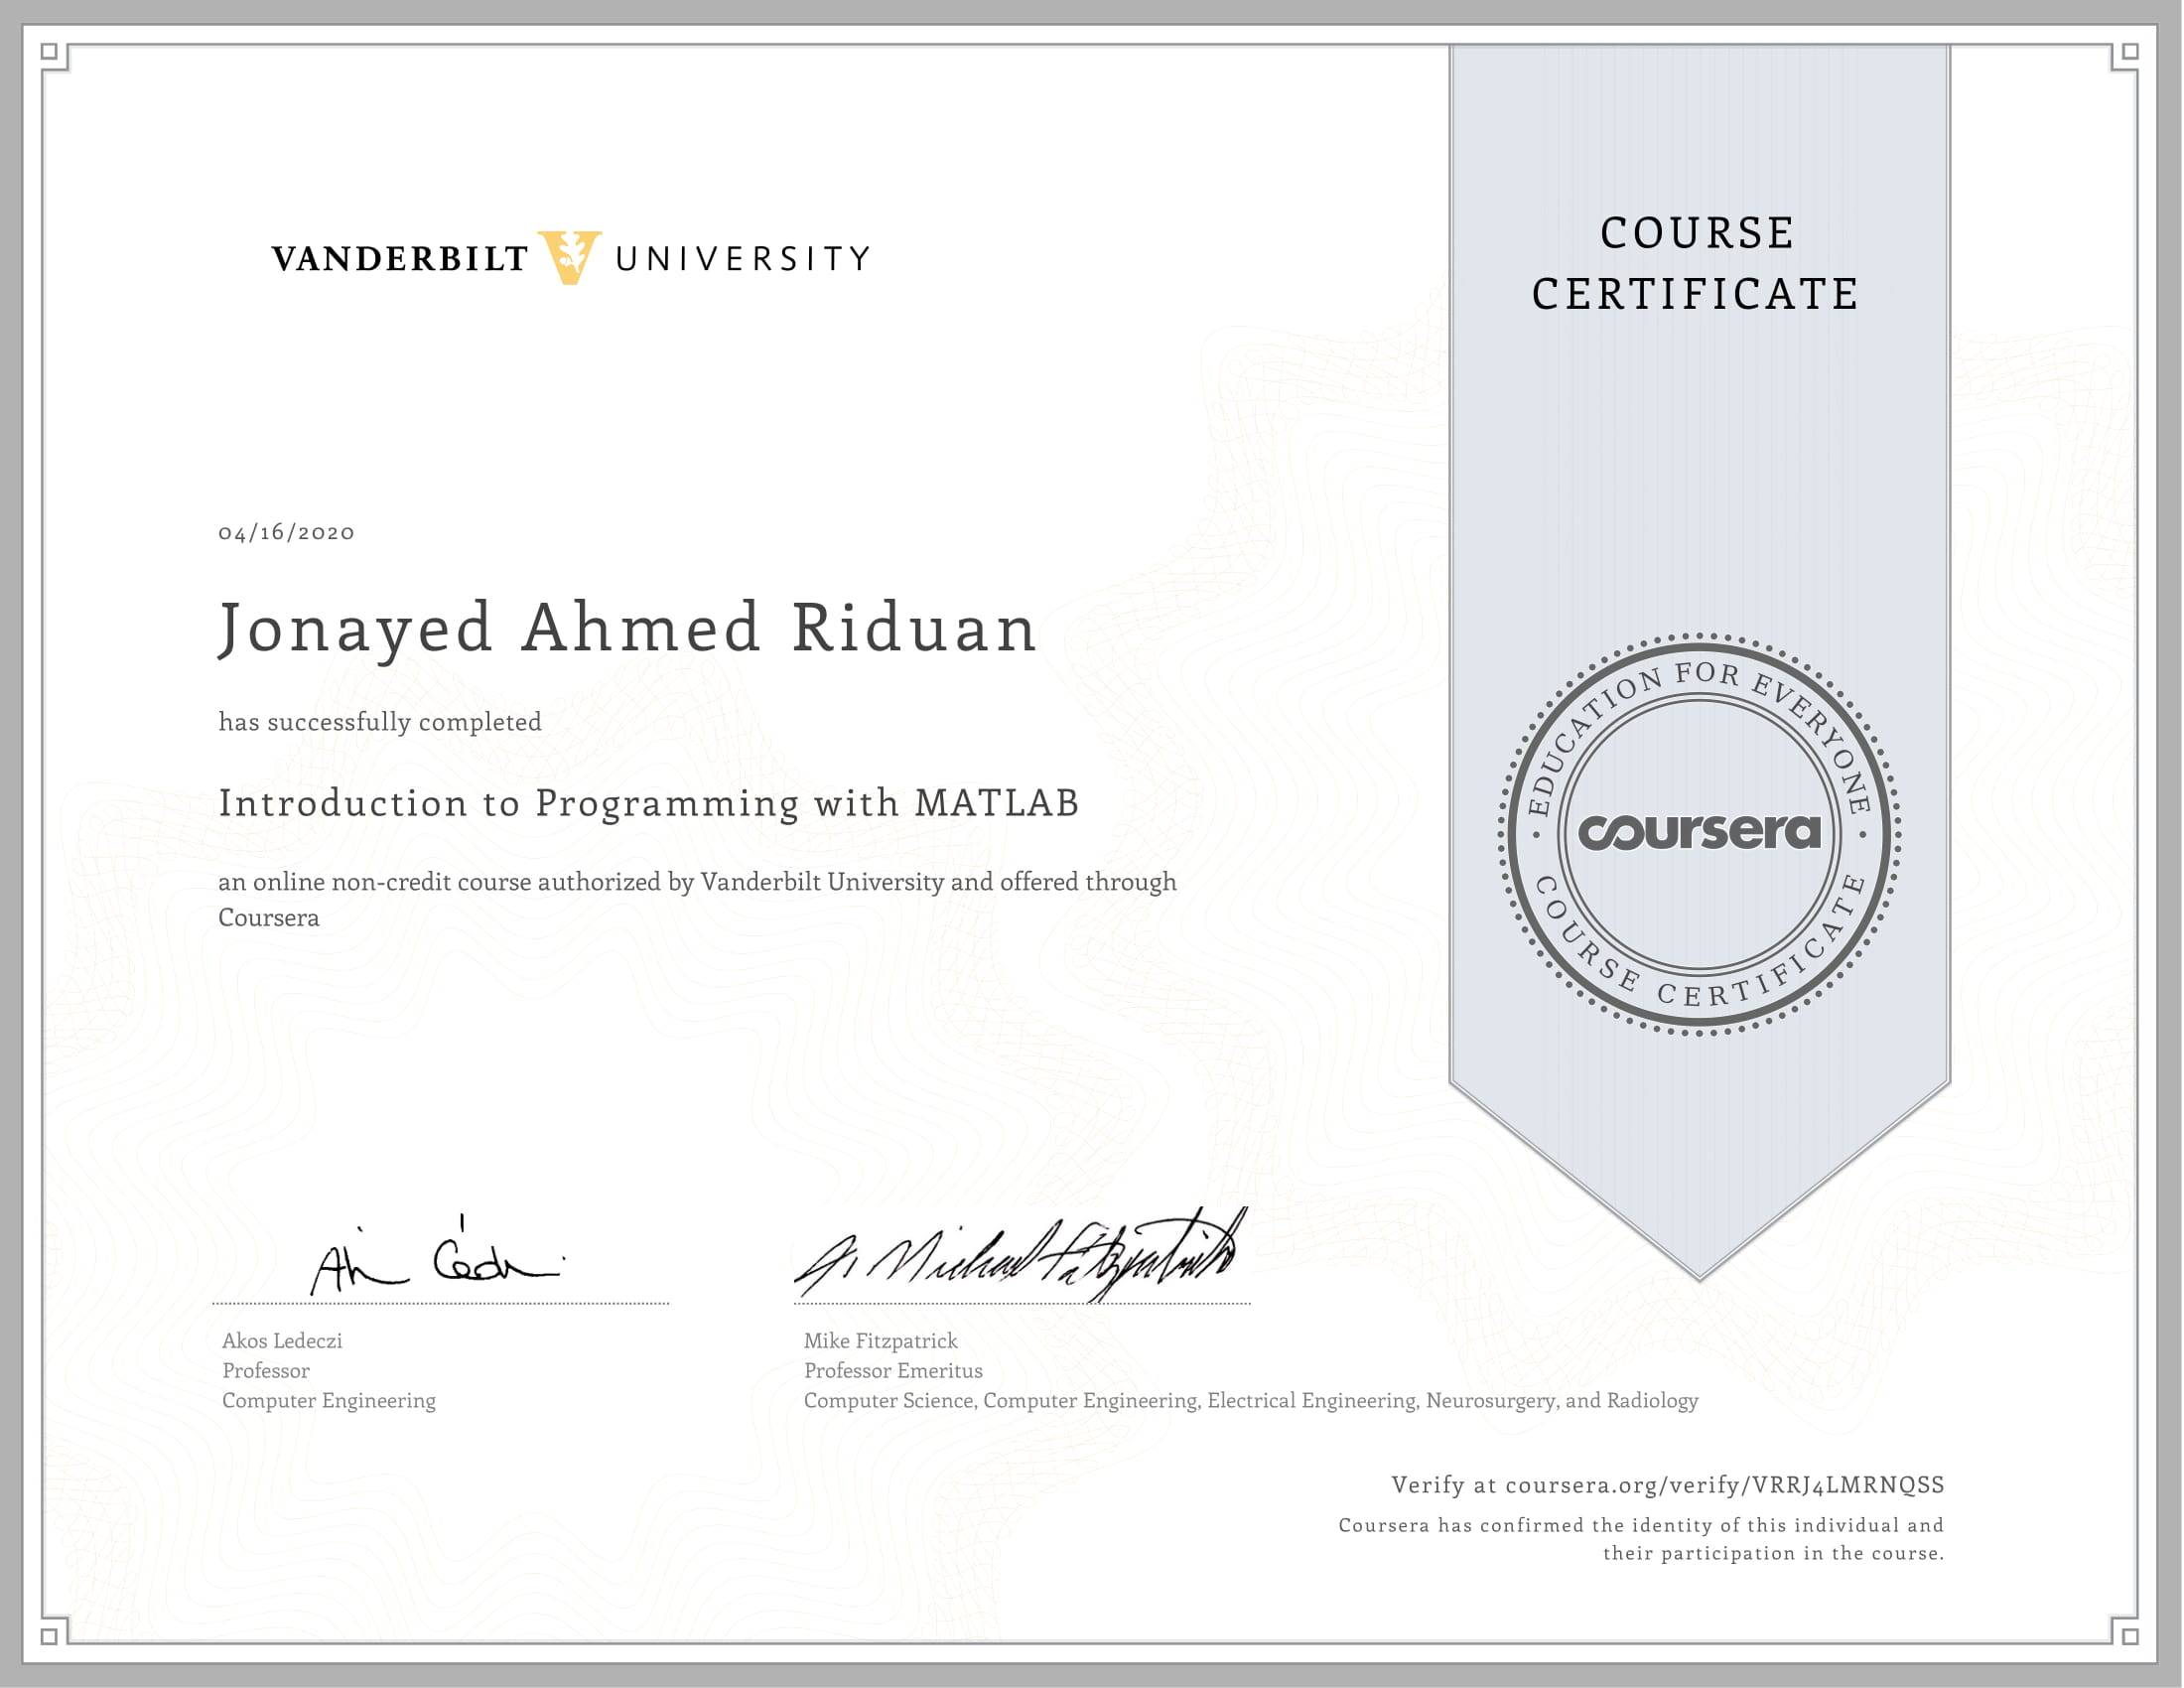 VANDERBILT UNIVERSITY
COURSE
CERTIFICATE
04/16/2020
Jonayed Ahmed Riduan
has successfully completed
Introduction to Programming with MATLAB
an online non-credit course authorized by Vanderbilt University and offered through
Coursera
EDUCATION FOR EVERYONE
coursera
COURSE CERTIFICATE
J. Michael Fitzpatrick
Akos Ledeczi
Professor
Computer Engineering
Mike Fitzpatrick
Professor Emeritus
Computer Science, Computer Engineering, Electrical Engineering, Neurosurgery, and Radiology
Verify at coursera.org/verify/VRRJ4LMRNQSS
Coursera has confirmed the identity of this individual and
their participation in the course.